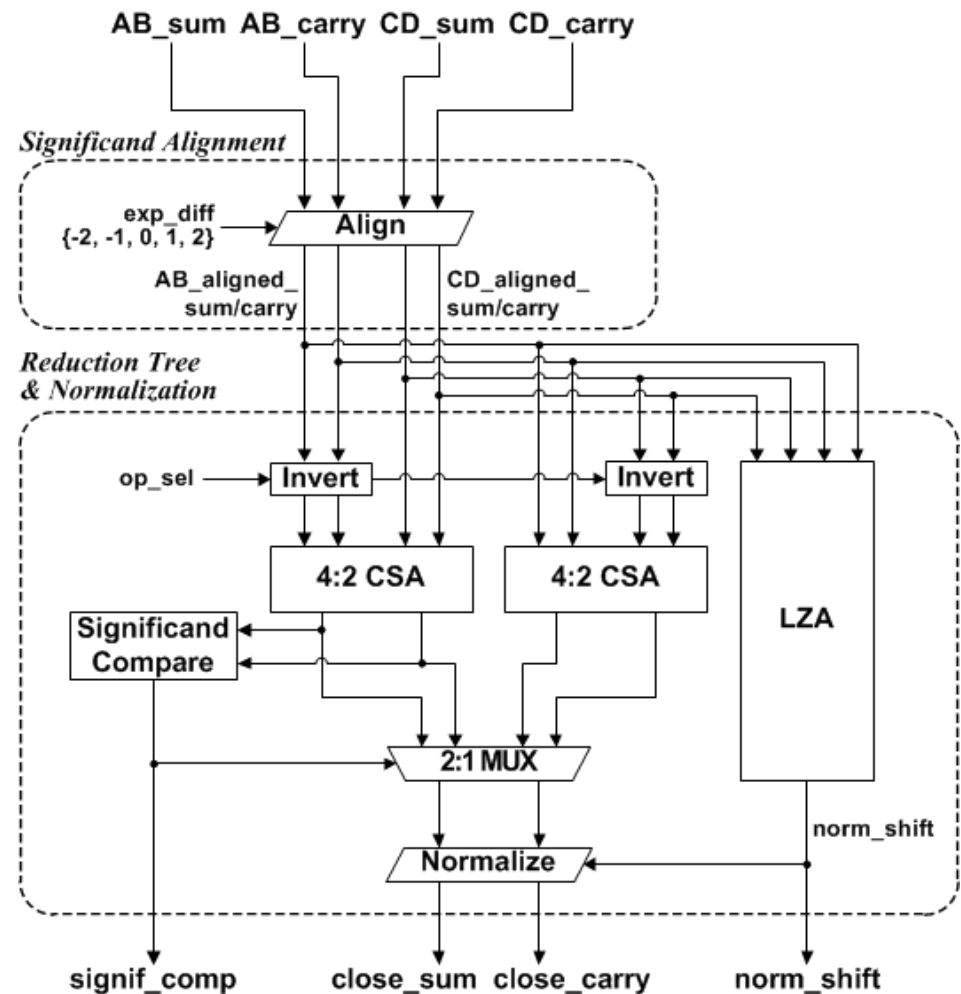 AB_sum AB_carry CD_sum CD_carry
Significand Alignment
exp_diff
{-2, -1, 0, 1, 2}
Align
AB_aligned_
sum/carry
CD_aligned_
sum/carry
Reduction Tree
& Normalization
op_sel
Invert
Invert
4:2 CSA
4:2 CSA
LZA
Significand
Compare
2:1 MUX
norm_shift
Normalize
signif_comp
close_sum
close_carry
norm_shift